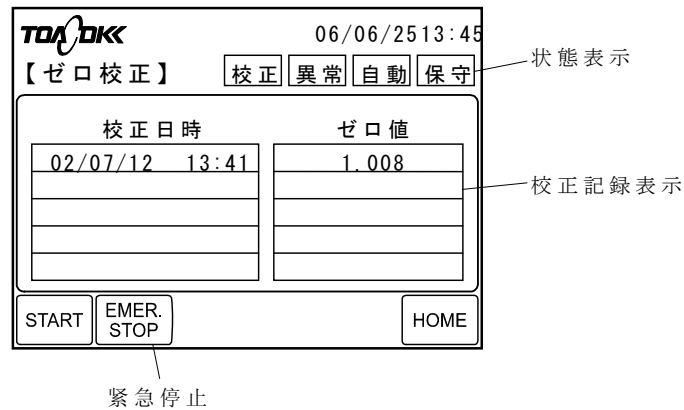 TOADKK 06/06/2513:45
【ゼロ校正】 校正 異常 自動 保守
状態表示
校正日時 ゼロ値
02/07/12 13:41 1.008
校正記録表示
START EMER. STOP HOME
緊急停止